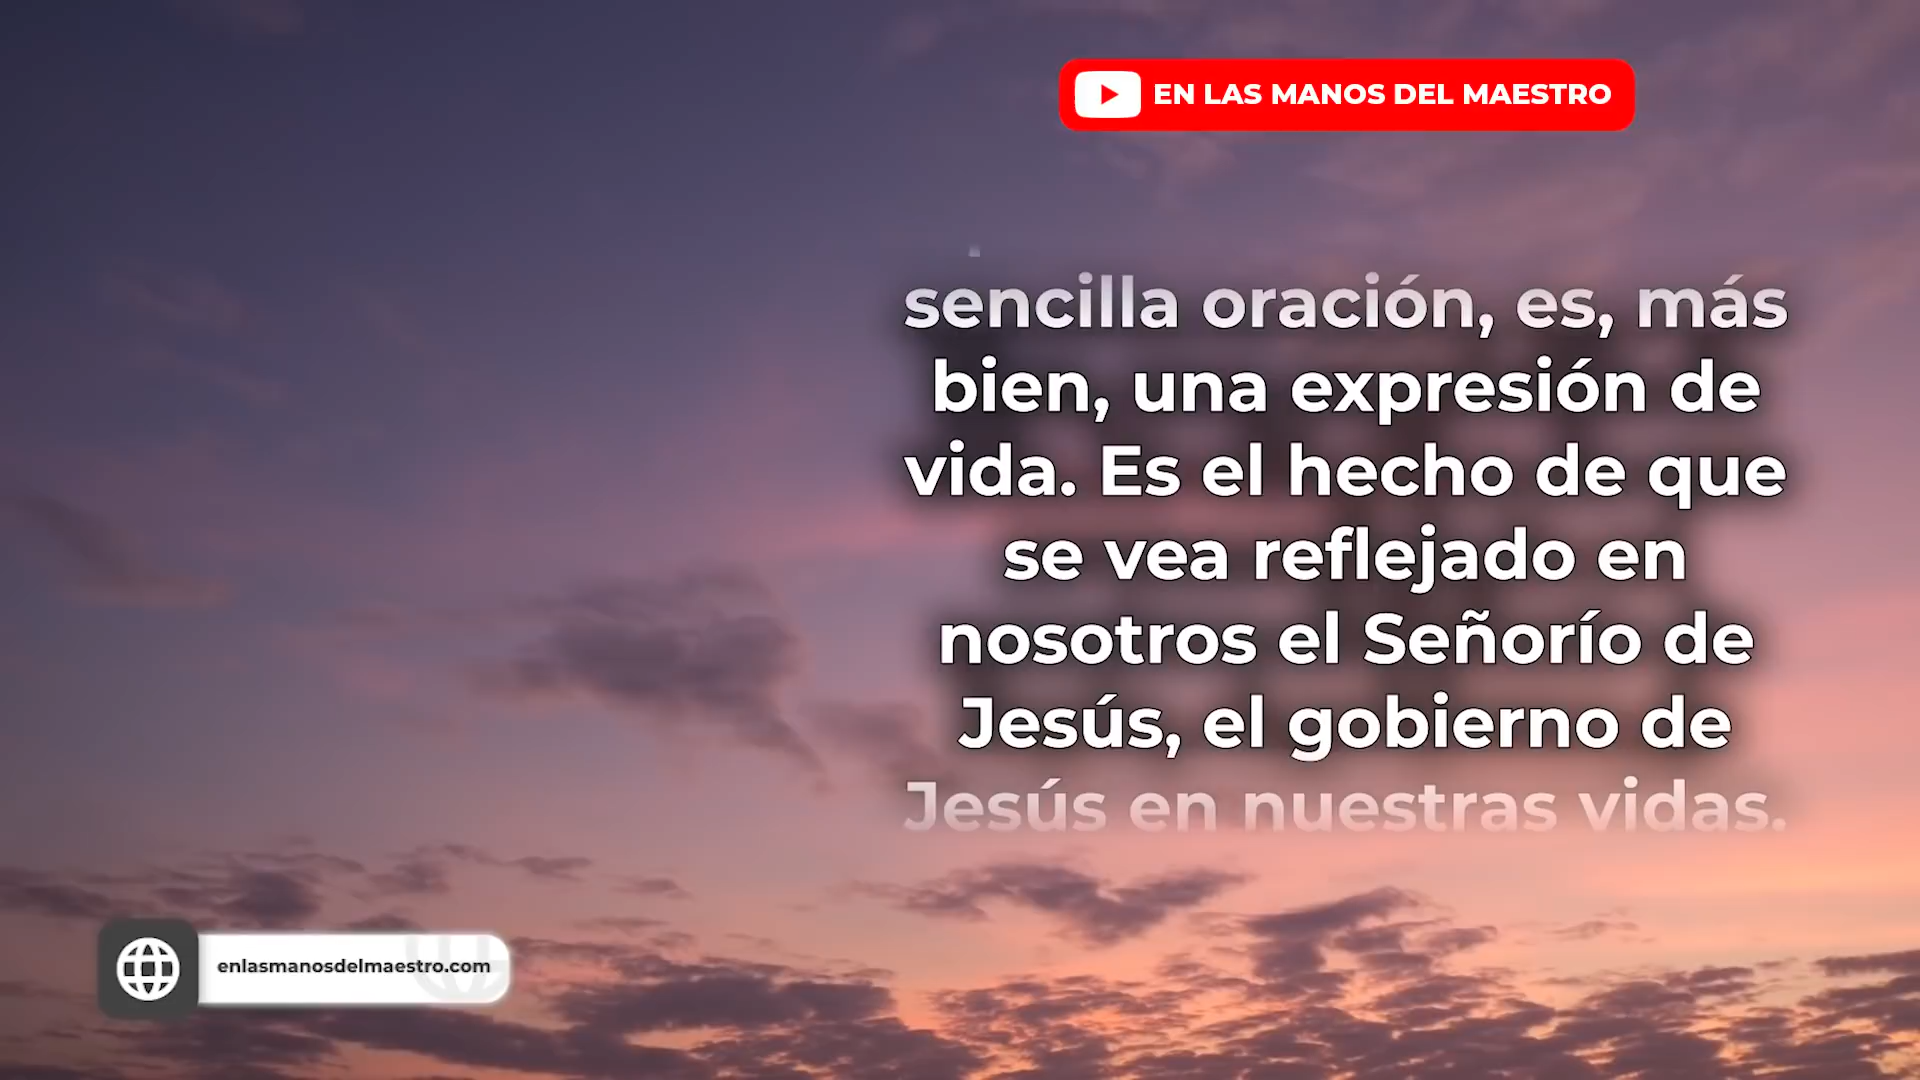 EN LAS MANOS DEL MAESTRO
sencilla oración, es, más
bien, una expresión de
vida. Es el hecho de que
se vea reflejado en
nosotros el Señorío de
Jesús, el gobierno de
Jesús en nuestras vidas.
enlasmanosdelmaestro.com